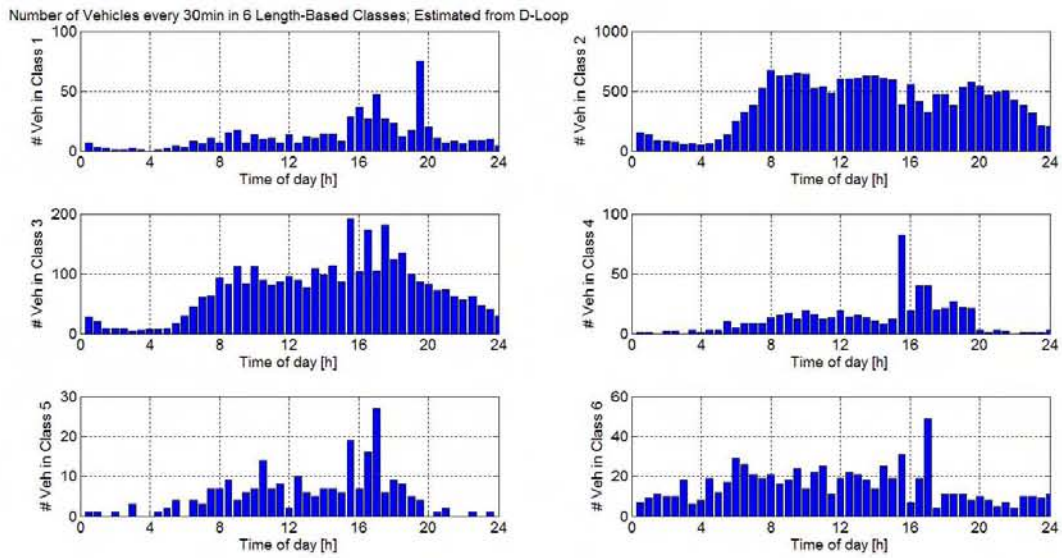 Number of Vehicles every 30min in 6 Length-Based Classes; Estimated from D-Loop
# Veh in Class 1
100
50
0
0 4 8 12 16 20 24
Time of day [h]
# Veh in Class 2
1000
500
0
0 4 8 12 16 20 24
Time of day [h]
# Veh in Class 3
200
100
0
0 4 8 12 16 20 24
Time of day [h]
# Veh in Class 4
100
50
0
0 4 8 12 16 20 24
Time of day [h]
# Veh in Class 5
30
20
10
0
0 4 8 12 16 20 24
Time of day [h]
# Veh in Class 6
60
40
20
0
0 4 8 12 16 20 24
Time of day [h]